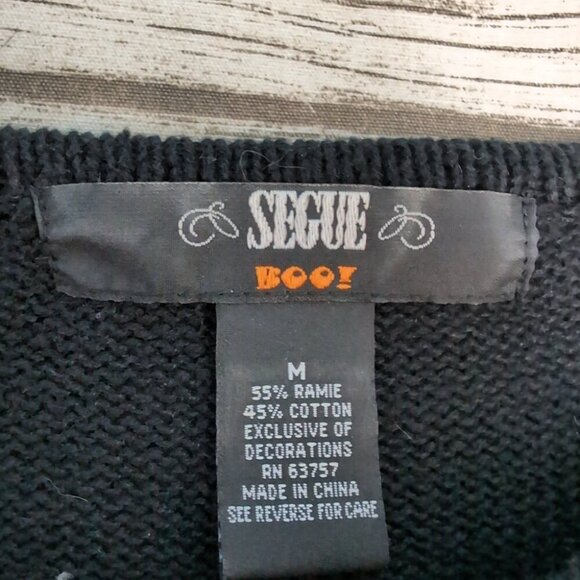 SEGUE
BOO!
M
55% RAMIE
45% COTTON
EXCLUSIVE OF
DECORATIONS
RN 63757
MADE IN CHINA
SEE REVERSE FOR CARE